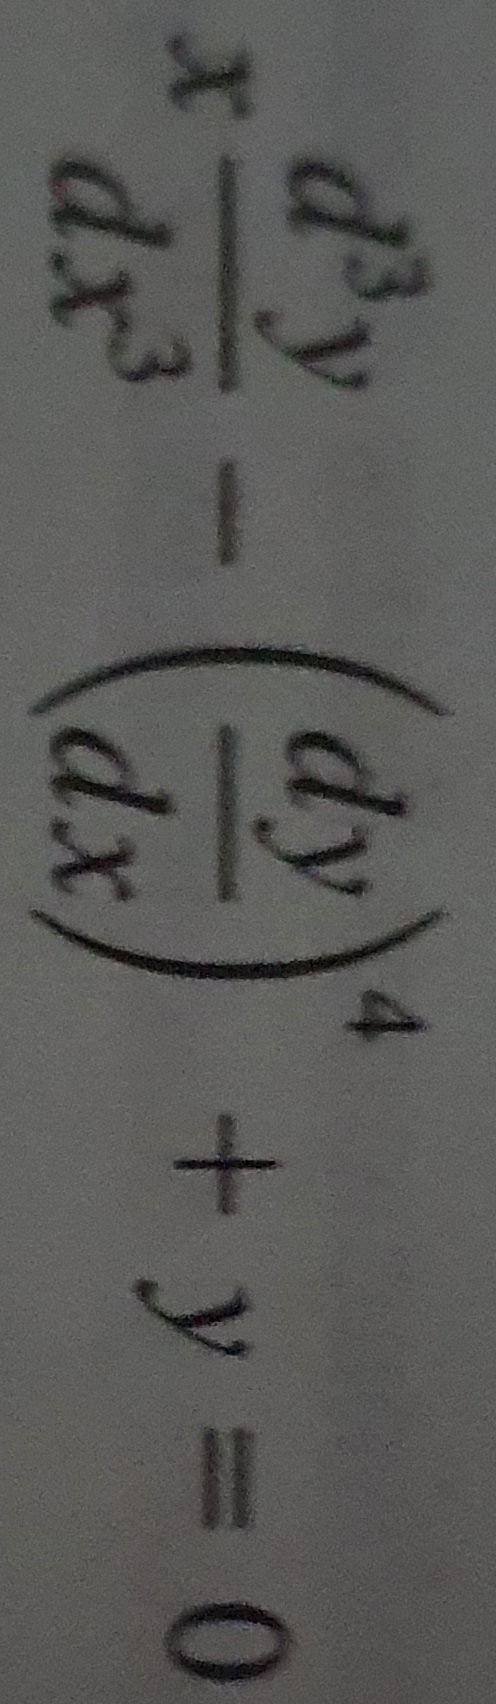 x d³y/dx³ − (dy/dx)⁴ + y = 0